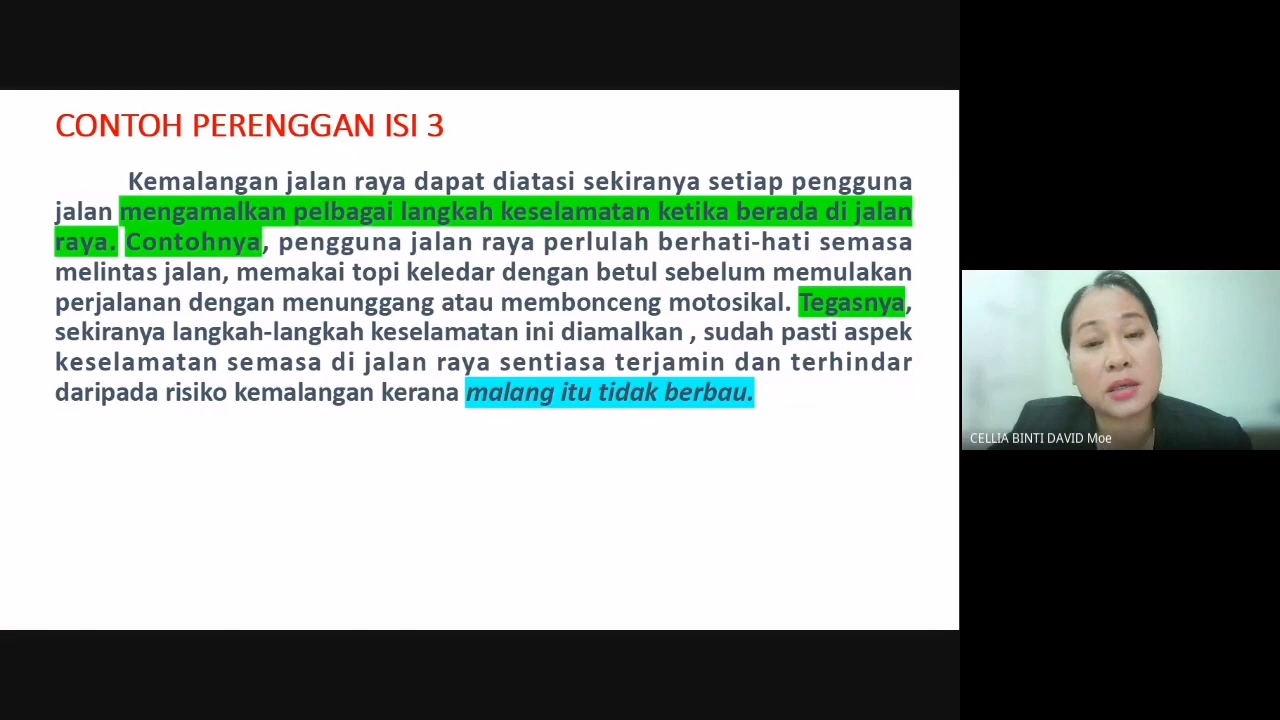 CONTOH PERENGGAN ISI 3
Kemalangan jalan raya dapat diatasi sekiranya setiap pengguna
jalan mengamalkan pelbagai langkah keselamatan ketika berada di jalan
raya. Contohnya, pengguna jalan raya perlulah berhati-hati semasa
melintas jalan, memakai topi keledar dengan betul sebelum memulakan
perjalanan dengan menunggang atau membonceng motosikal. Tegasnya,
sekiranya langkah-langkah keselamatan ini diamalkan , sudah pasti aspek
keselamatan semasa di jalan raya sentiasa terjamin dan terhindar
daripada risiko kemalangan kerana malang itu tidak berbau.
CELLIA BINTI DAVID Moe